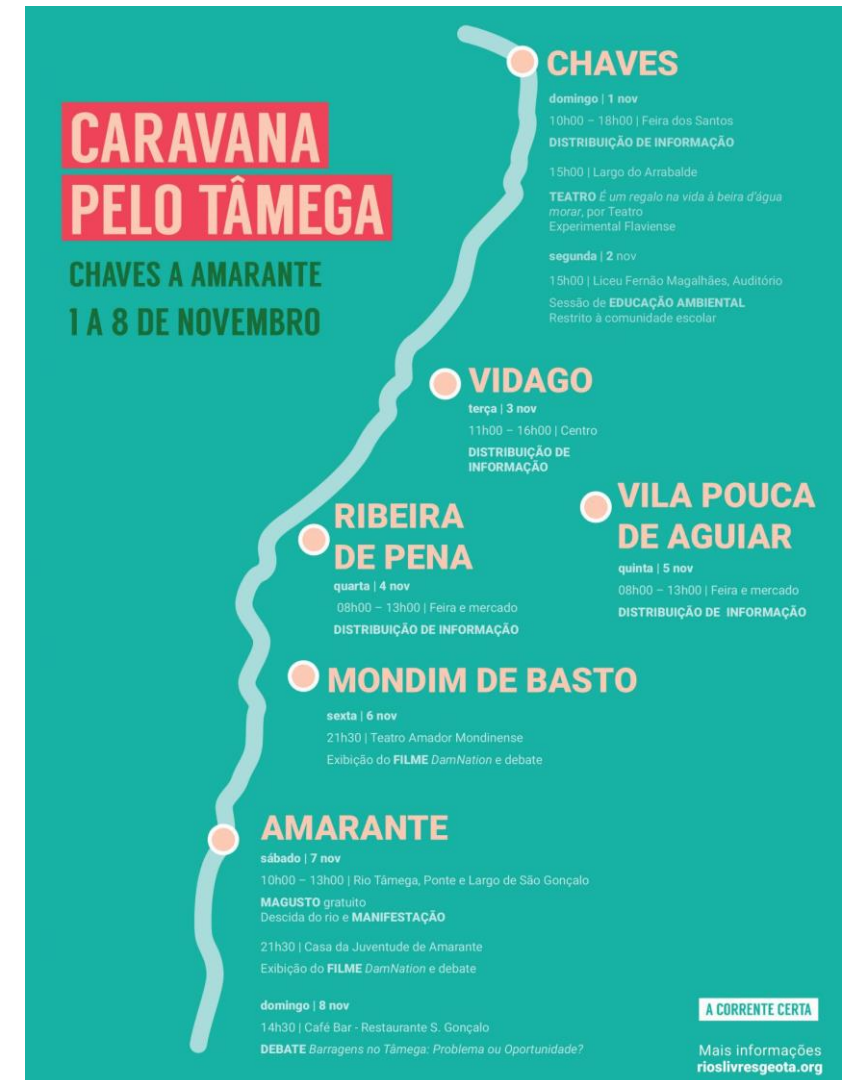 CARAVANA
PELO TÂMEGA
CHAVES A AMARANTE
1 A 8 DE NOVEMBRO
CHAVES
domingo | 1 nov
10h00 – 18h00 | Feira dos Santos
DISTRIBUIÇÃO DE INFORMAÇÃO
15h00 | Largo do Arrabalde
TEATRO É um regalo na vida à beira d'água
morar, por Teatro
Experimental Flaviense
segunda | 2 nov
15h00 | Liceu Fernão Magalhães, Auditório
Sessão de EDUCAÇÃO AMBIENTAL
Restrito à comunidade escolar
VIDAGO
terça | 3 nov
11h00 – 16h00 | Centro
DISTRIBUIÇÃO DE
INFORMAÇÃO
RIBEIRA
DE PENA
quarta | 4 nov
08h00 – 13h00 | Feira e mercado
DISTRIBUIÇÃO DE INFORMAÇÃO
VILA POUCA
DE AGUIAR
quinta | 5 nov
08h00 – 13h00 | Feira e mercado
DISTRIBUIÇÃO DE INFORMAÇÃO
MONDIM DE BASTO
sexta | 6 nov
21h30 | Teatro Amador Mondinense
Exibição do FILME DamNation e debate
AMARANTE
sábado | 7 nov
10h00 – 13h00 | Rio Tâmega, Ponte e Largo de São Gonçalo
MAGUSTO gratuito
Descida do rio e MANIFESTAÇÃO
21h30 | Casa da Juventude de Amarante
Exibição do FILME DamNation e debate
domingo | 8 nov
14h30 | Café Bar - Restaurante S. Gonçalo
DEBATE Barragens no Tâmega: Problema ou Oportunidade?
A CORRENTE CERTA
Mais informações
rioslivresgeota.org